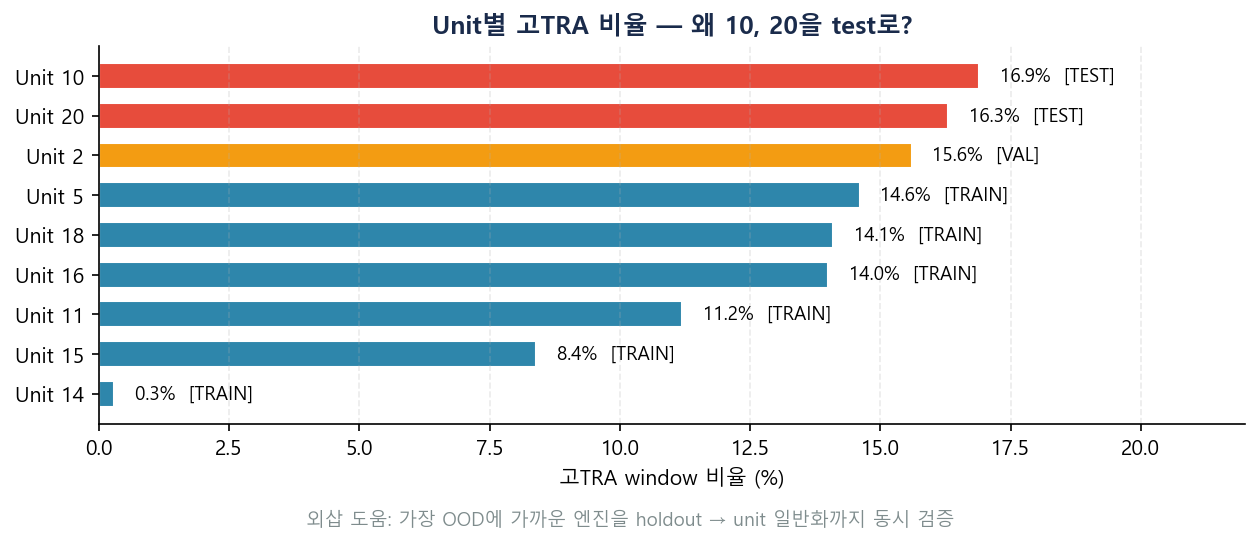 Unit별 고TRA 비율 — 왜 10, 20을 test로?
Unit 10 16.9% [TEST]
Unit 20 16.3% [TEST]
Unit 2 15.6% [VAL]
Unit 5 14.6% [TRAIN]
Unit 18 14.1% [TRAIN]
Unit 16 14.0% [TRAIN]
Unit 11 11.2% [TRAIN]
Unit 15 8.4% [TRAIN]
Unit 14 0.3% [TRAIN]
0.0 2.5 5.0 7.5 10.0 12.5 15.0 17.5 20.0
고TRA window 비율 (%)
외삽 도움: 가장 OOD에 가까운 엔진을 holdout → unit 일반화까지 동시 검증